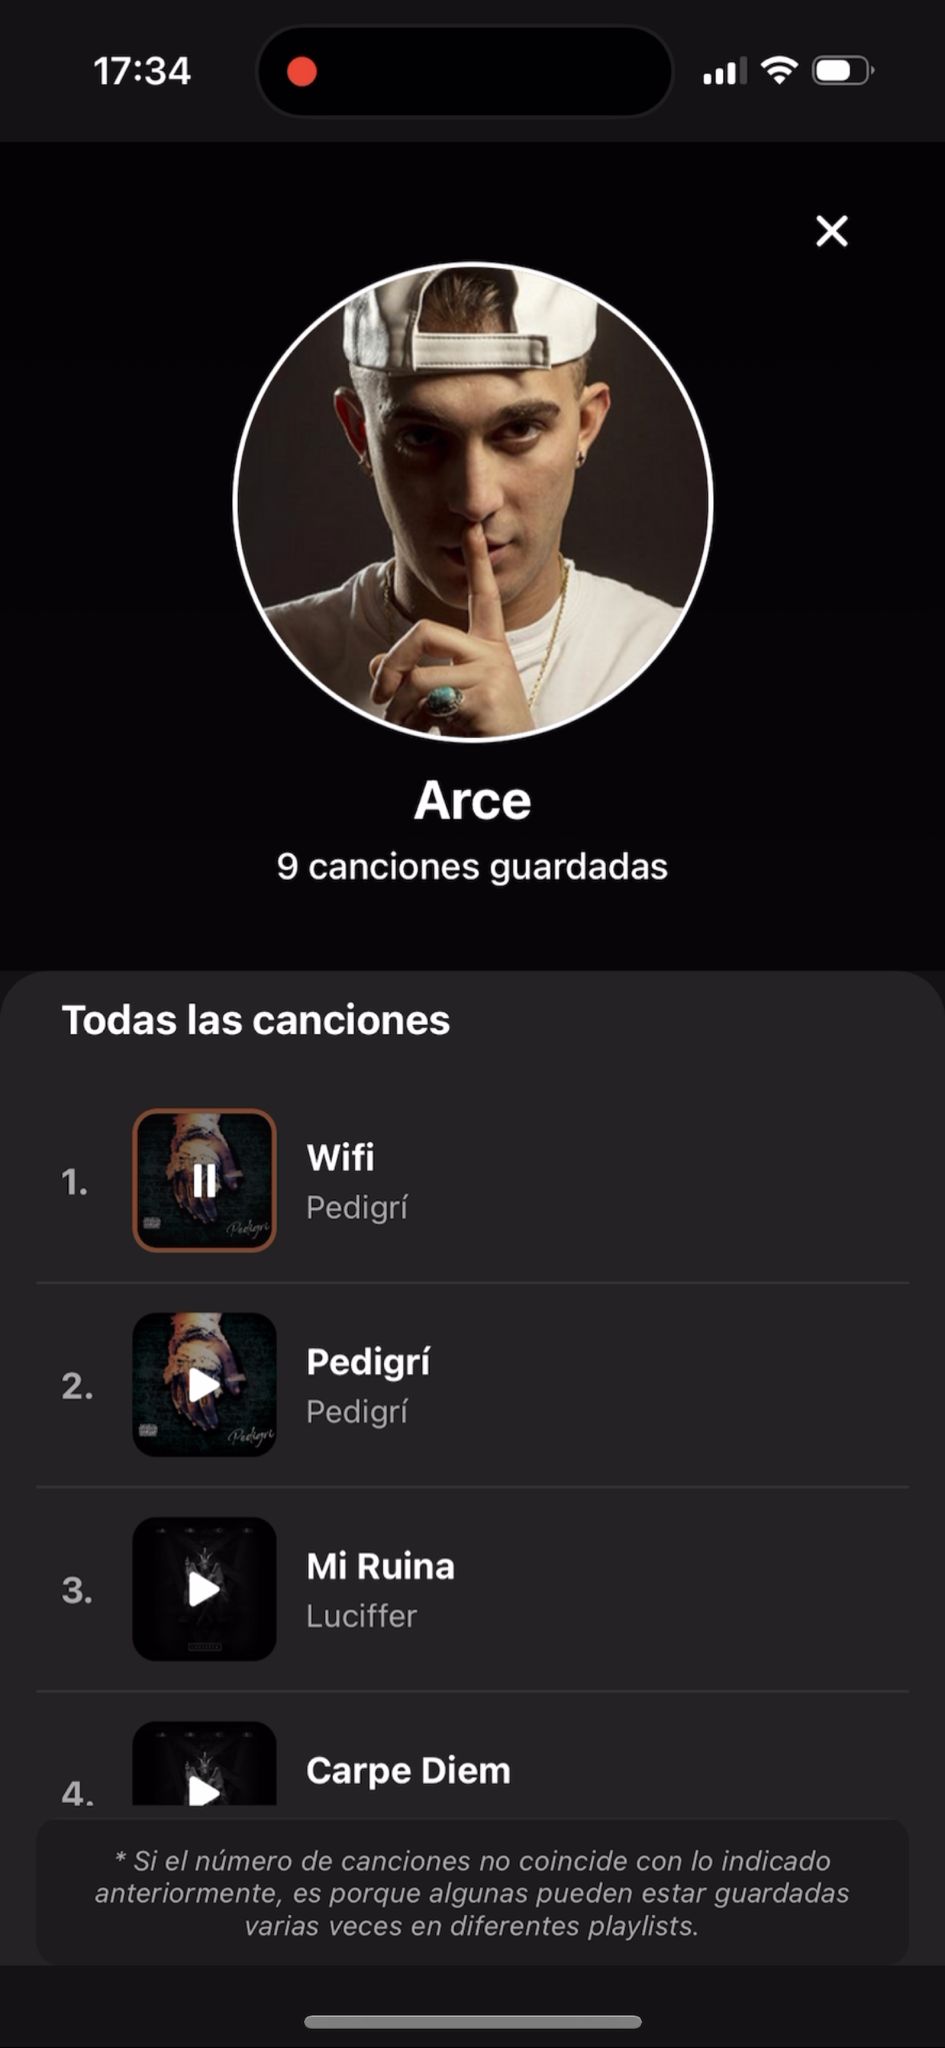 17:34
Arce
9 canciones guardadas
Todas las canciones
1.
Wifi
Pedigrí
Pedigrí
2.
Pedigrí
Pedigrí
Pedigrí
3.
Mi Ruina
Luciffer
4.
Carpe Diem
* Si el número de canciones no coincide con lo indicado
anteriormente, es porque algunas pueden estar guardadas
varias veces en diferentes playlists.